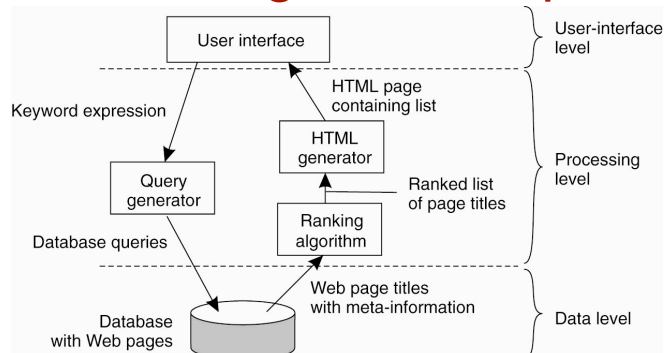 User interface
User-interface
level
Keyword expression
HTML page
containing list
HTML
generator
Processing
level
Query
generator
Ranked list
of page titles
Ranking
algorithm
Database queries
Web page titles
with meta-information
Database
with Web pages
Data level